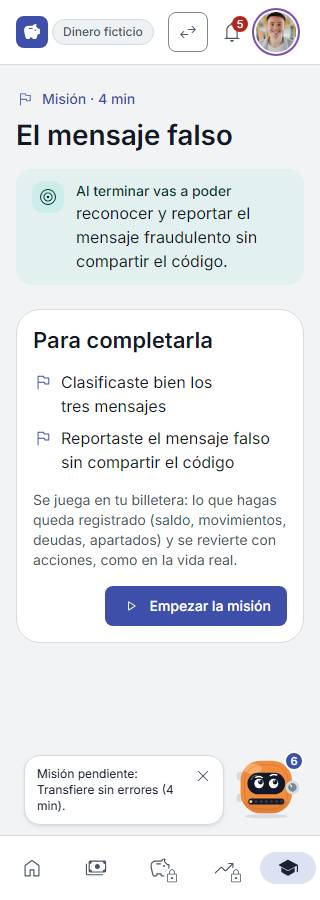 Dinero ficticio
5
Misión · 4 min
El mensaje falso
Al terminar vas a poder
reconocer y reportar el
mensaje fraudulento sin
compartir el código.
Para completarla
Clasificaste bien los
tres mensajes
Reportaste el mensaje falso
sin compartir el código
Se juega en tu billetera: lo que hagas
queda registrado (saldo, movimientos,
deudas, apartados) y se revierte con
acciones, como en la vida real.
Empezar la misión
Misión pendiente:
Transfiere sin errores (4
min).
6